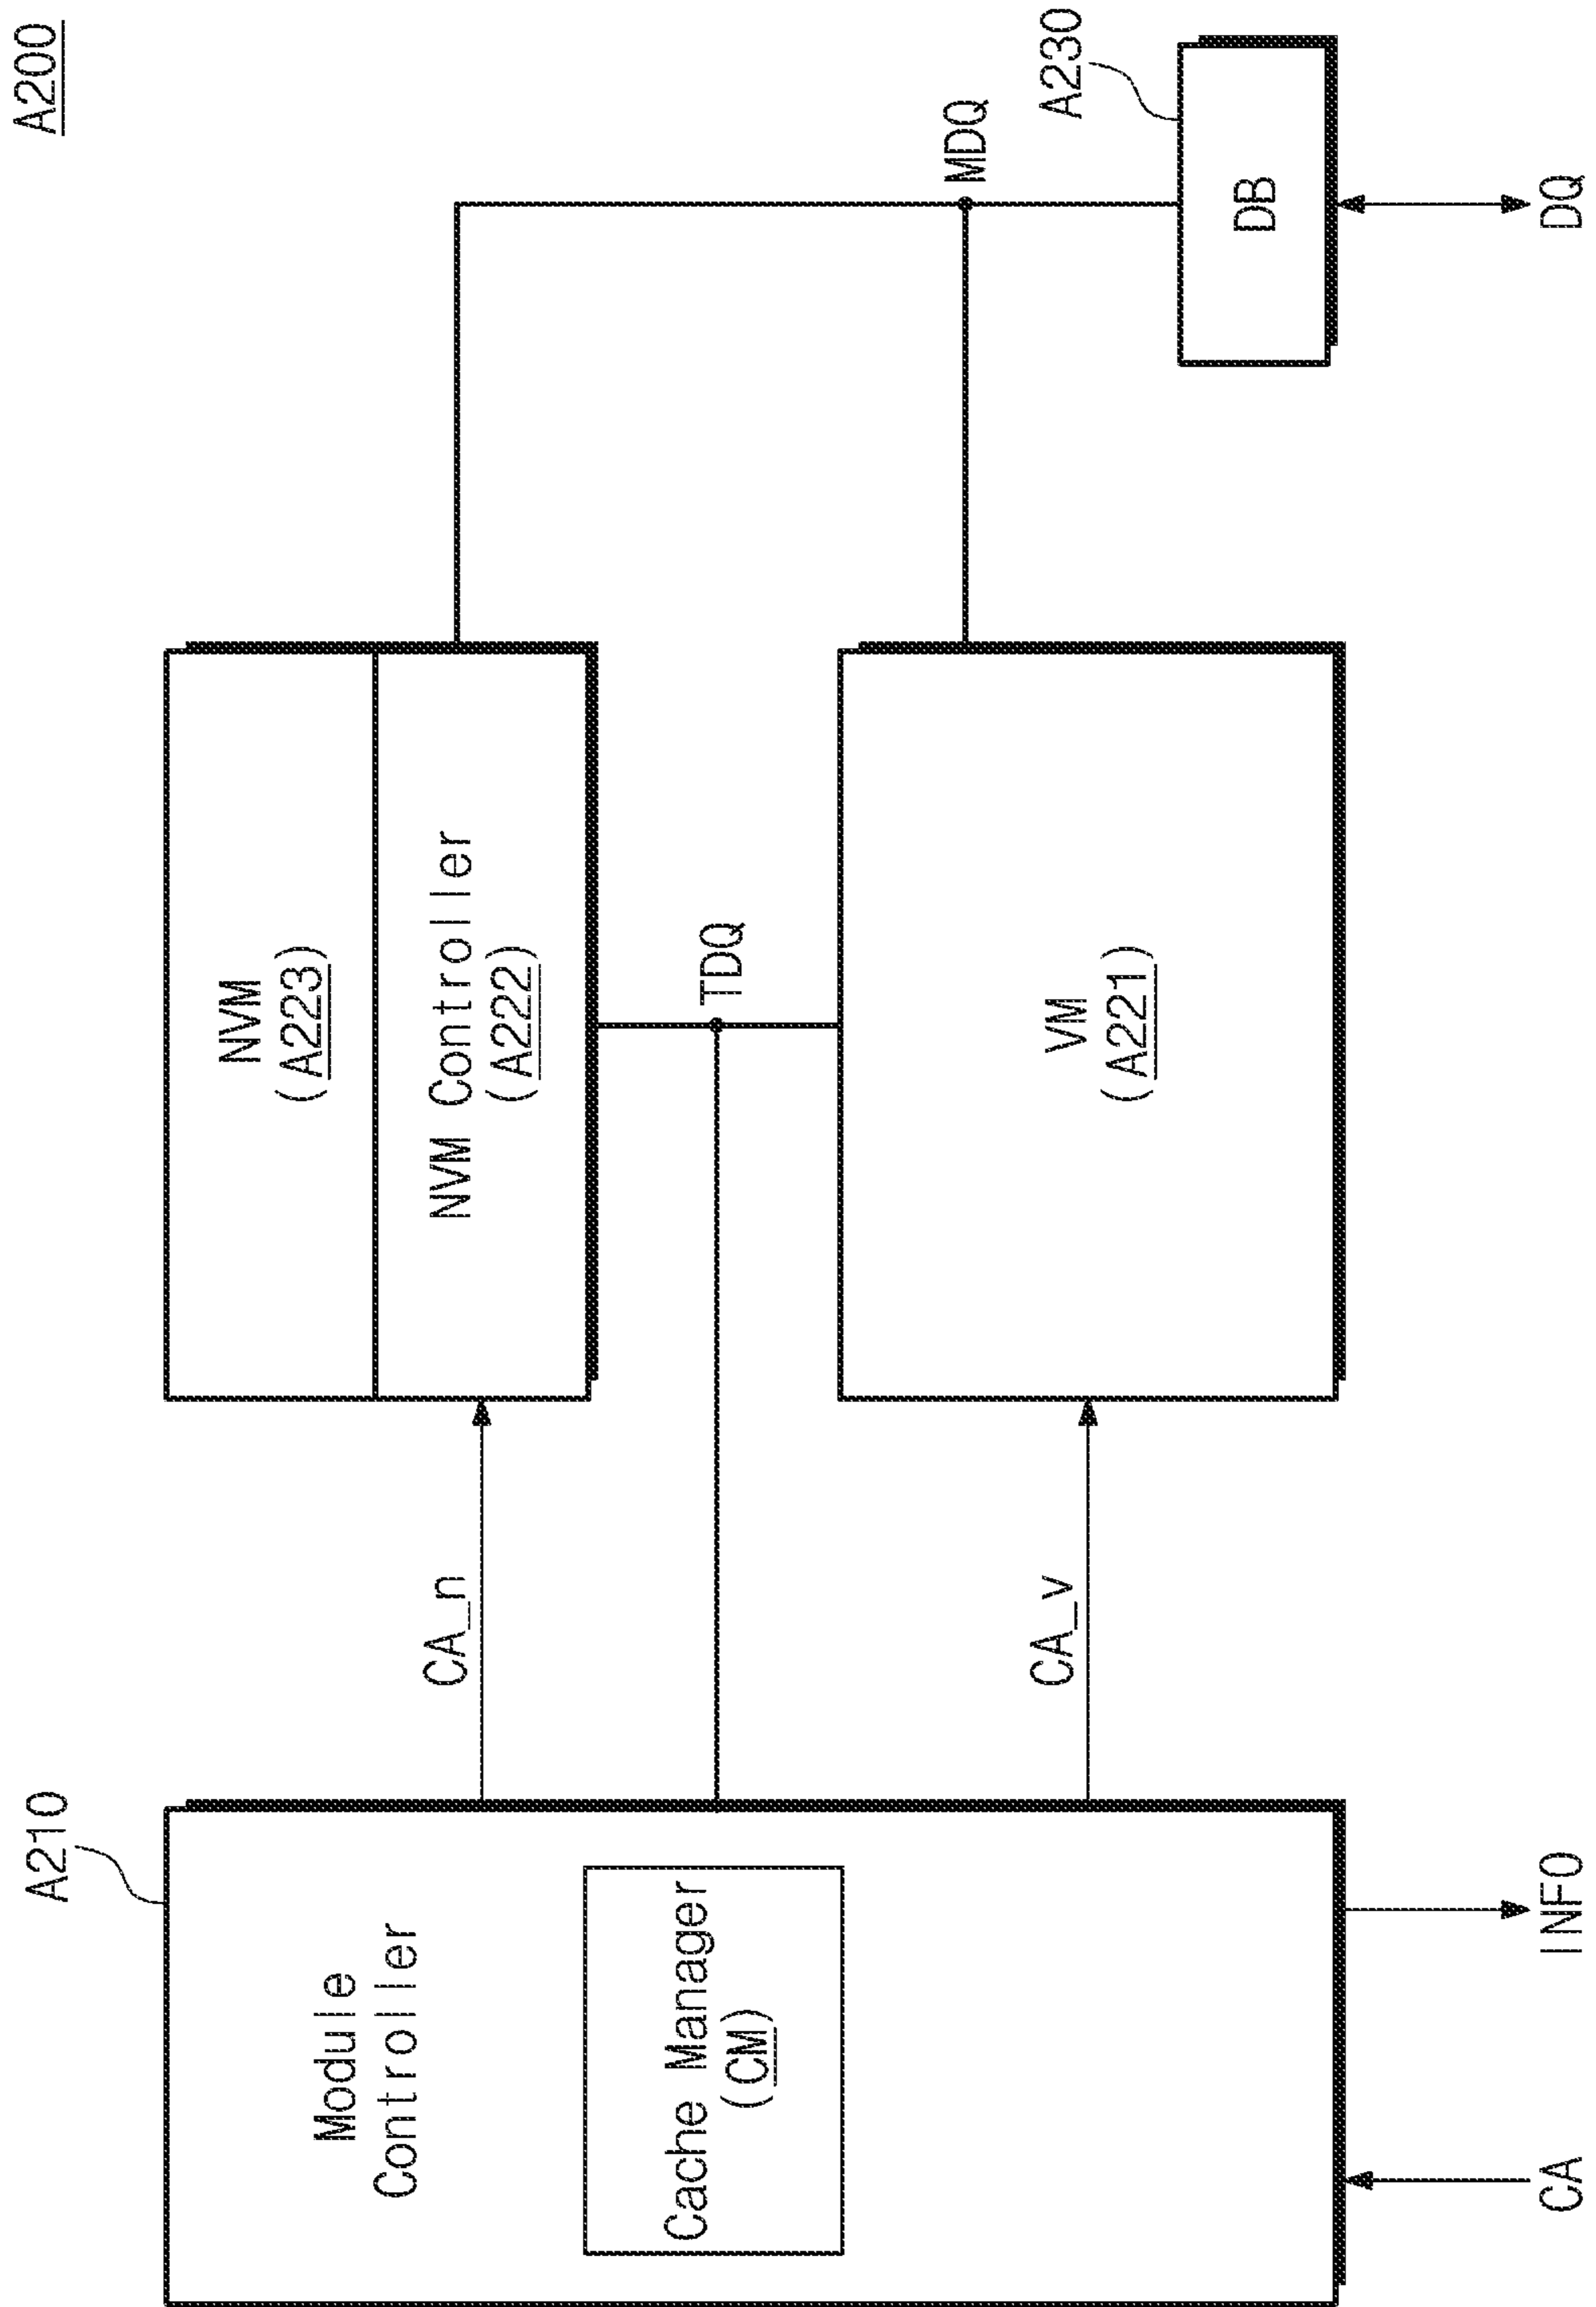 A200
A210
Module
Controller
Cache Manager
(CM)
CA_n
NVM
(A223)
NVM Controller
(A222)
TDQ
CA_v
VM
(A221)
MDQ
A230
DB
CA
INFO
DQ